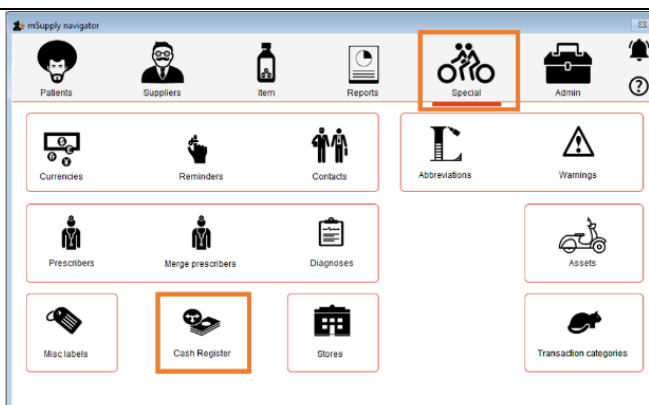 mSupply navigator
Patients Suppliers Item Reports Special Admin
Currencies Reminders Contacts Abbreviations Warnings
Prescribers Merge prescribers Diagnoses Assets
Misc labels Cash Register Stores Transaction categories